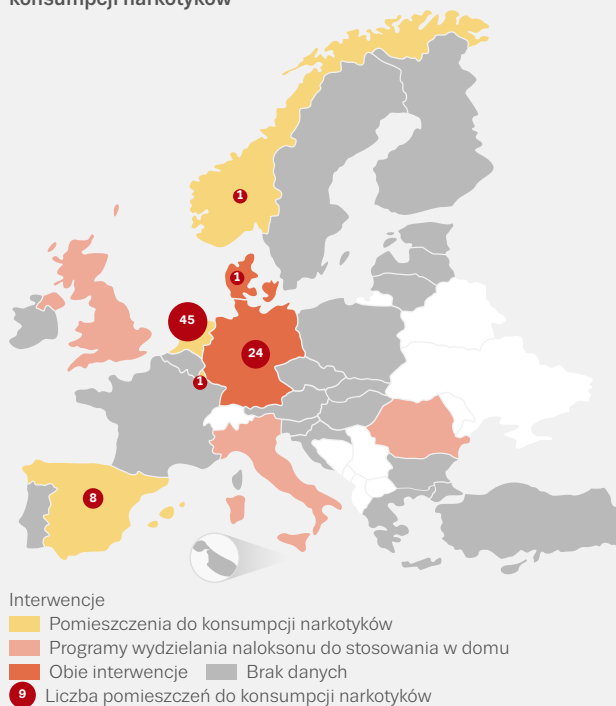 konsumpcji narkotyków
1
1
45
24
1
8
Interwencje
Pomieszczenia do konsumpcji narkotyków
Programy wydzielania naloksonu do stosowania w domu
Obie interwencje Brak danych
9 Liczba pomieszczeń do konsumpcji narkotyków